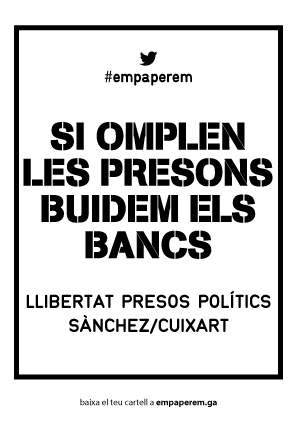 #empaperem
SI OMPLEN
LES PRESONS
BUIDEM ELS
BANCS
LLIBERTAT PRESOS POLÍTICS
SÀNCHEZ/CUIXART
baixa el teu cartell a empaperem.ga